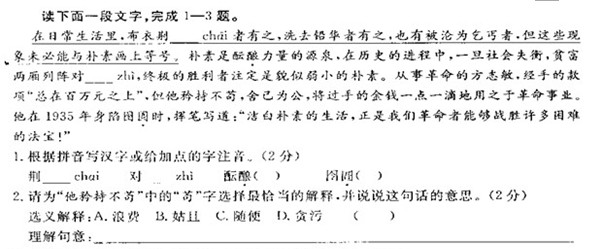 读下面一段文字,完成1—3题。
在日常生活里,布衣荆___chāi者有之,洗去铅华者有之,也有被沦为乞丐者,但这些现
象未必能与朴素画上等号。朴素是酝酿力量的源泉,在历史的进程中,一旦社会失衡,贫富
两厢列阵对___zhì,终极的胜利者注定是貌似弱小的朴素。从事革命的方志敏,经手的款
项“总在百万元之上”,但他矜持不苟,舍己为公,将过手的金钱一点一滴地用之于革命事业。
他在1935年身陷囹圄时,挥笔写道:“洁白朴素的生活,正是我们革命者能够战胜许多困难
的法宝!”
1.根据拼音写汉字或给加点的字注音。(2分)
荆___chāi 对___zhì 酝酿( ) 囹圄( )
2.请为“他矜持不苟”中的“苟”字选择最恰当的解释,并说说这句话的意思。(2分)
选义解释:A.浪费 B.姑且 C.随便 D.贪污 ( )
理解句意: